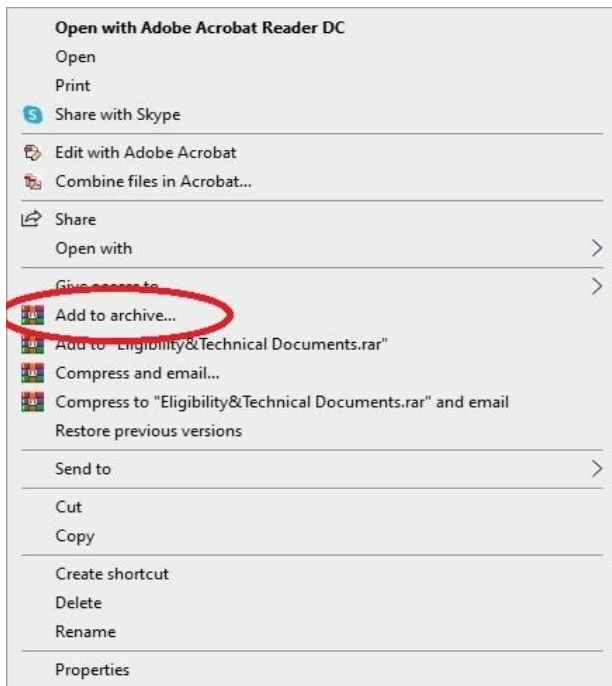 Open with Adobe Acrobat Reader DC
Open
Print
Share with Skype
Edit with Adobe Acrobat
Combine files in Acrobat...
Share
Open with
Give access to
Add to archive...
Add to "Eligibility&Technical Documents.rar"
Compress and email...
Compress to "Eligibility&Technical Documents.rar" and email
Restore previous versions
Send to
Cut
Copy
Create shortcut
Delete
Rename
Properties